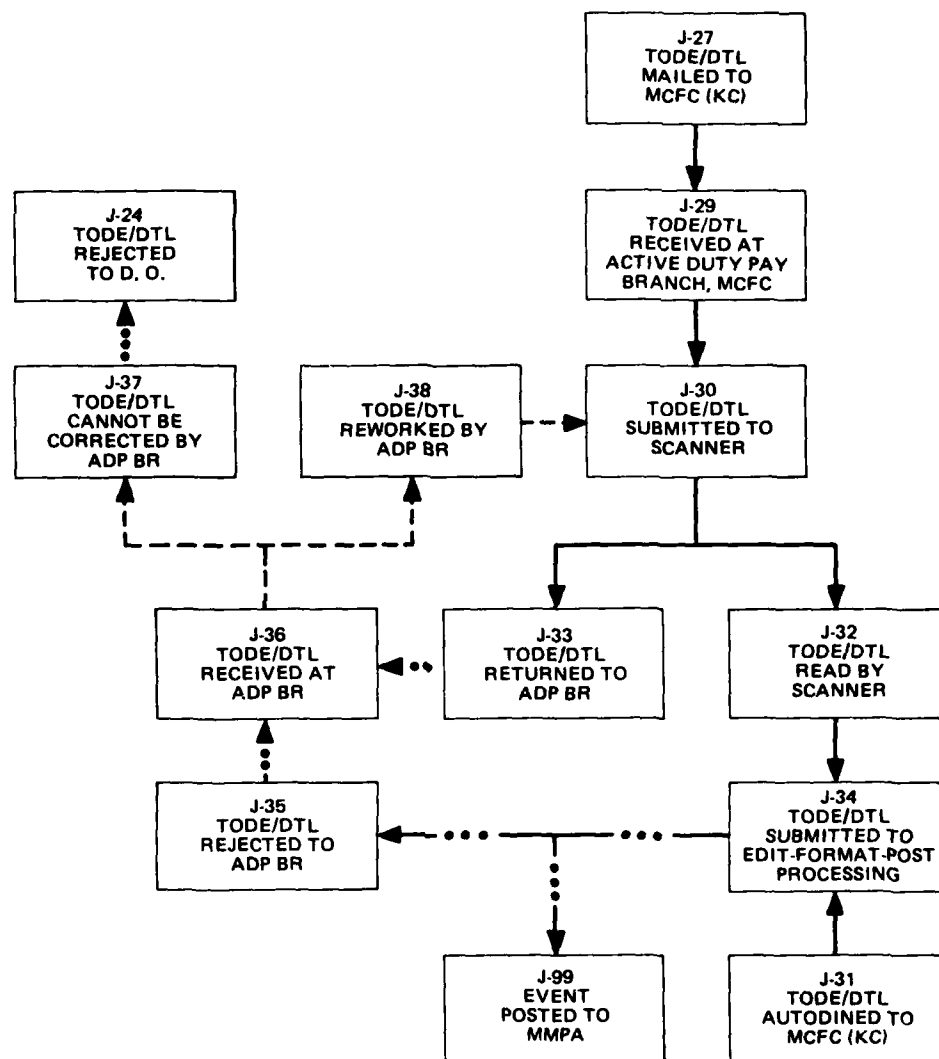 J-27
TODE/DTL
MAILED TO
MCFC (KC)
J-24
TODE/DTL
REJECTED
TO D. O.
J-29
TODE/DTL
RECEIVED AT
ACTIVE DUTY PAY
BRANCH, MCFC
J-37
TODE/DTL
CANNOT BE
CORRECTED BY
ADP BR
J-38
TODE/DTL
REWORKED BY
ADP BR
J-30
TODE/DTL
SUBMITTED TO
SCANNER
J-36
TODE/DTL
RECEIVED AT
ADP BR
J-33
TODE/DTL
RETURNED TO
ADP BR
J-32
TODE/DTL
READ BY
SCANNER
J-35
TODE/DTL
REJECTED TO
ADP BR
J-34
TODE/DTL
SUBMITTED TO
EDIT-FORMAT-POST
PROCESSING
J-99
EVENT
POSTED TO
MMPA
J-31
TODE/DTL
AUTODINED TO
MCFC (KC)